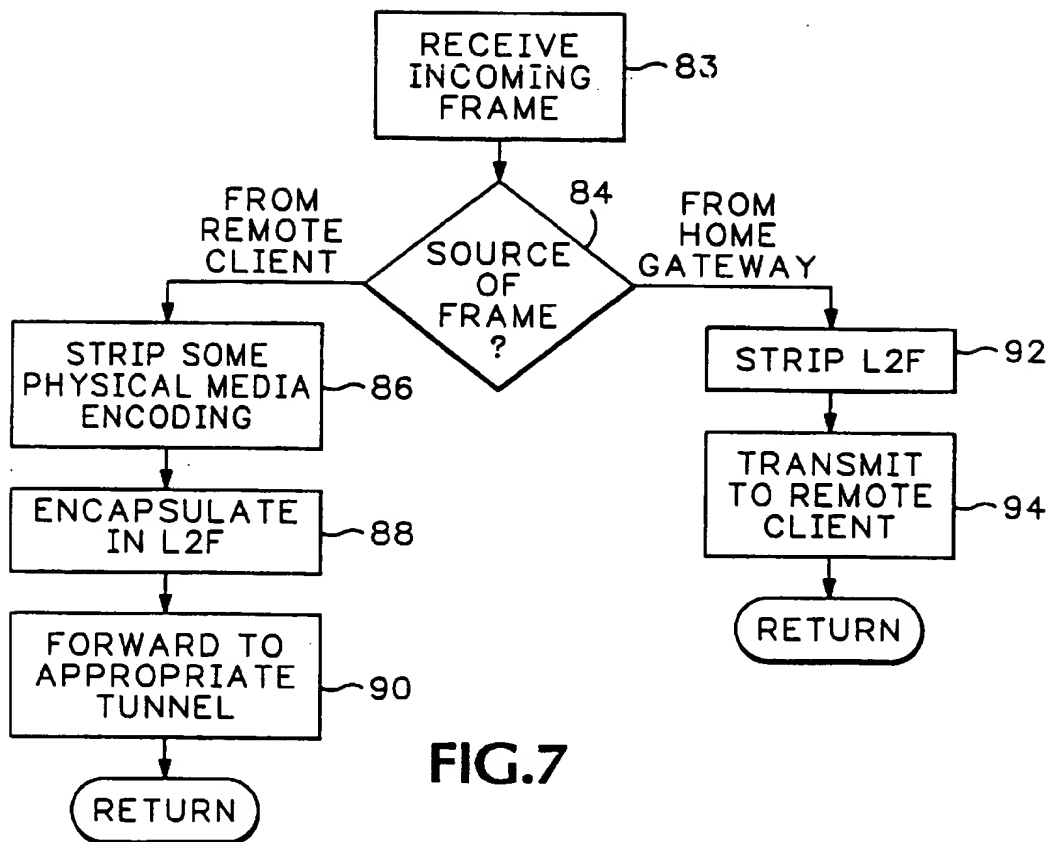 RECEIVE
INCOMING
FRAME
83
FROM
REMOTE
CLIENT
84
FROM
HOME
GATEWAY
SOURCE
OF
FRAME
?
STRIP SOME
PHYSICAL MEDIA
ENCODING
86
STRIP L2F
92
ENCAPSULATE
IN L2F
88
TRANSMIT
TO REMOTE
CLIENT
94
FORWARD TO
APPROPRIATE
TUNNEL
90
RETURN
RETURN
FIG.7